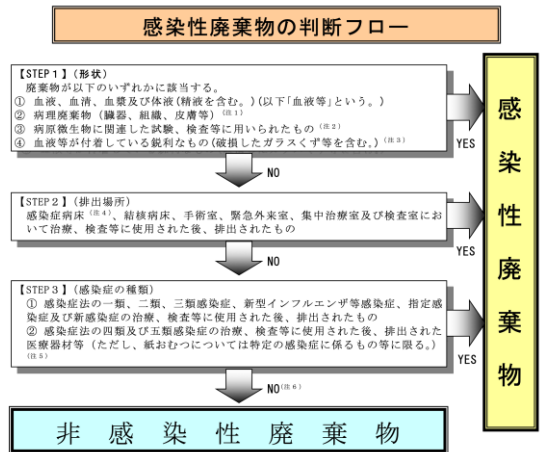 感染性廃棄物の判断フロー
【STEP1】(形状)
廃棄物が以下のいずれかに該当する。
① 血液、血清、血漿及び体液(精液を含む。)(以下「血液等」という。)
② 病理廃棄物(臓器、組織、皮膚等)(注1)
③ 病原微生物に関連した試験、検査等に用いられたもの(注2)
④ 血液等が付着している鋭利なもの(破損したガラスくず等を含む。)(注3)
YES
NO
【STEP2】(排出場所)
感染症病床(注4)、結核病床、手術室、緊急外来室、集中治療室及び検査室にお
いて治療、検査等に使用された後、排出されたもの
YES
NO
【STEP3】(感染症の種類)
① 感染症法の一類、二類、三類感染症、新型インフルエンザ等感染症、指定感
染症及び新感染症の治療、検査等に使用された後、排出されたもの
② 感染症法の四類及び五類感染症の治療、検査等に使用された後、排出された
医療器材等(ただし、紙おむつについては特定の感染症に係るもの等に限る。)
(注5)
YES
NO(注6)
非感染性廃棄物
感染性廃棄物